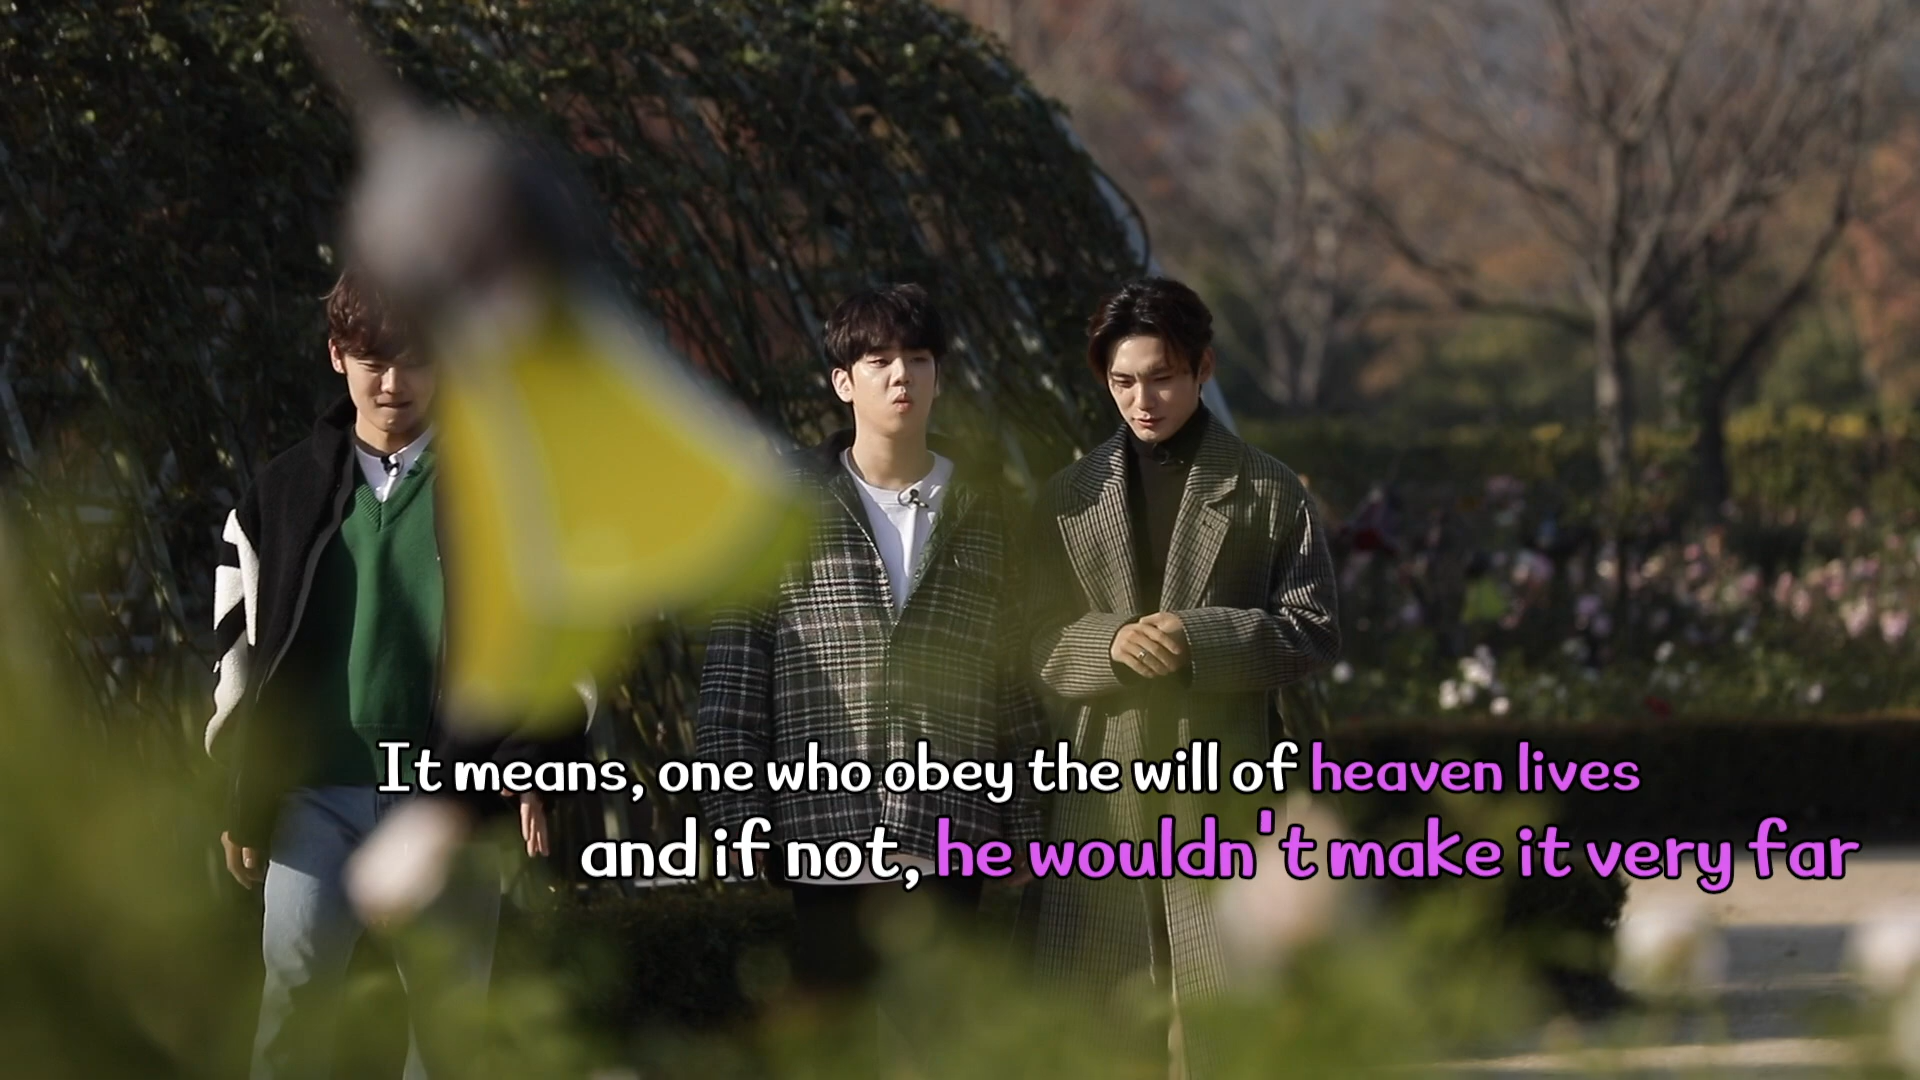 It means, one who obey the will of heaven lives
and if not, he wouldn't make it very far